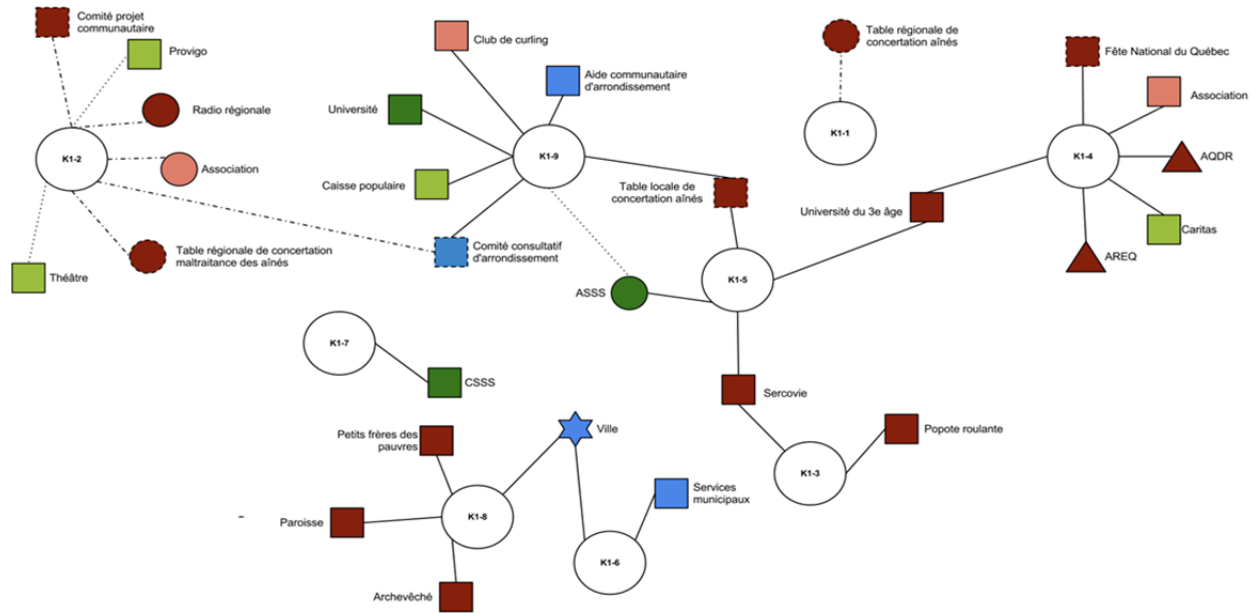 Comité projet
communautaire
Provigo
Radio régionale
K1-2
Association
Table régionale de concertation
maltraitance des aînés
Théâtre
Club de curling
Aide communautaire
d'arrondissement
Université
K1-9
Caisse populaire
Table locale de
concertation aînés
Comité consultatif
d'arrondissement
ASSS
K1-5
Table régionale de
concertation aînés
K1-1
Fête National du Québec
Association
K1-4
AQDR
Université du 3e âge
Caritas
AREQ
K1-7
CSSS
Sercovie
Popote roulante
K1-3
Petits frères des
pauvres
Ville
Services
municipaux
Paroisse
K1-8
K1-6
Archevêché
-